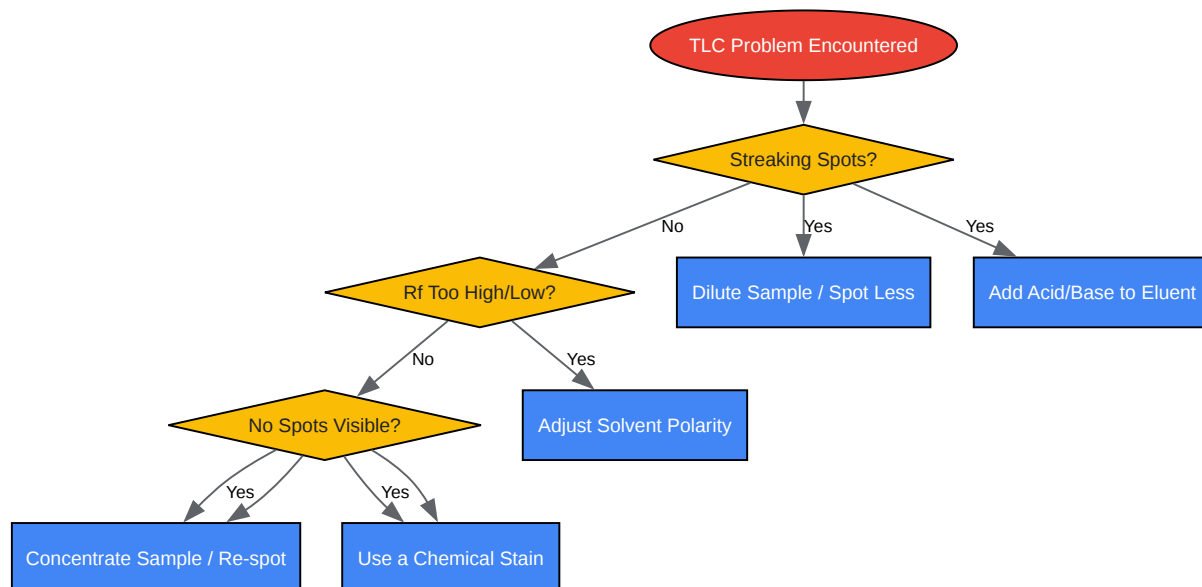 TLC Problem Encountered
Streaking Spots?
No
Yes
Yes
Rf Too High/Low?
Dilute Sample / Spot Less
Add Acid/Base to Eluent
No
Yes
No Spots Visible?
Adjust Solvent Polarity
Yes
Yes
Concentrate Sample / Re-spot
Use a Chemical Stain